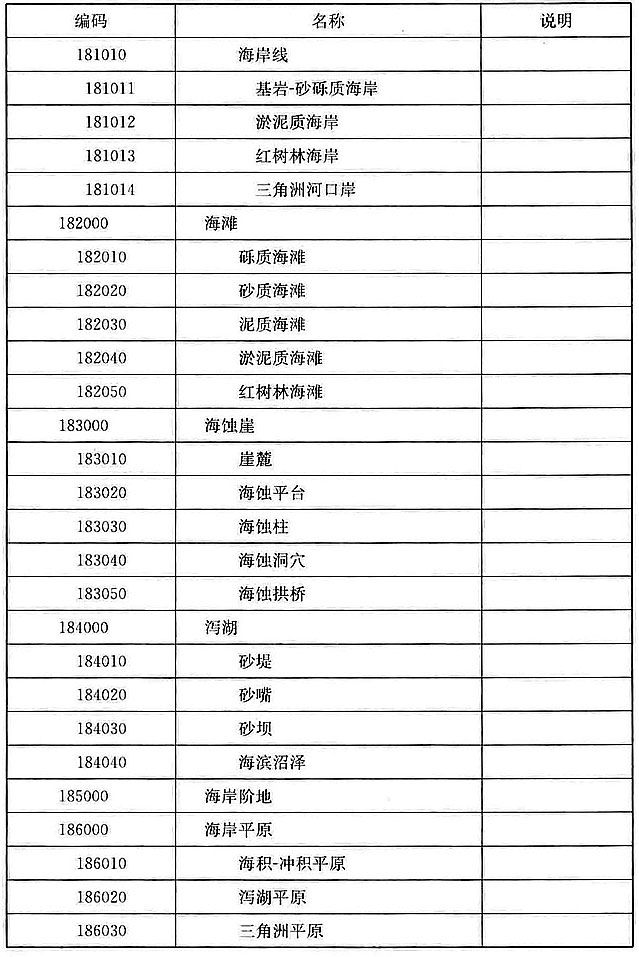 编码 名称 说明
181010 海岸线
181011 基岩-砂砾质海岸
181012 淤泥质海岸
181013 红树林海岸
181014 三角洲河口岸
182000 海滩
182010 砾质海滩
182020 砂质海滩
182030 泥质海滩
182040 淤泥质海滩
182050 红树林海滩
183000 海蚀崖
183010 崖麓
183020 海蚀平台
183030 海蚀柱
183040 海蚀洞穴
183050 海蚀拱桥
184000 泻湖
184010 砂堤
184020 砂嘴
184030 砂坝
184040 海滨沼泽
185000 海岸阶地
186000 海岸平原
186010 海积-冲积平原
186020 泻湖平原
186030 三角洲平原